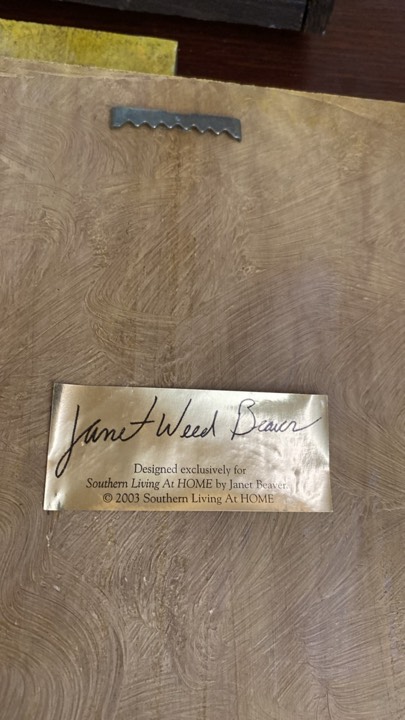 Janet Weed Beaver
Designed exclusively for
Southern Living At HOME by Janet Beaver.
© 2003 Southern Living At HOME